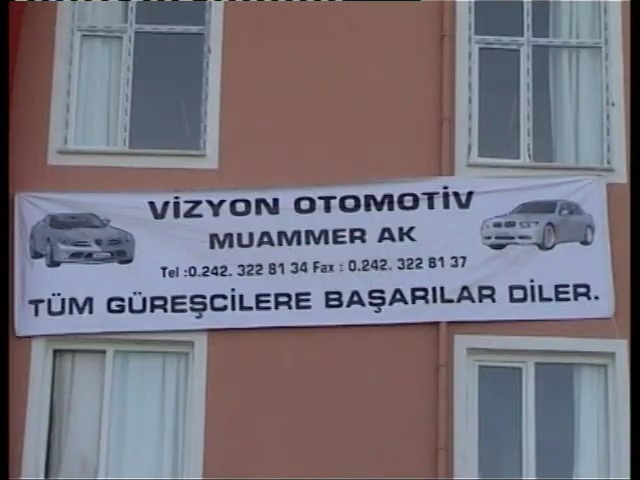 VİZYON OTOMOTİV
MUAMMER AK
Tel :0.242. 322 81 34 Fax : 0.242. 322 81 37
TÜM GÜREŞCİLERE BAŞARILAR DİLER.